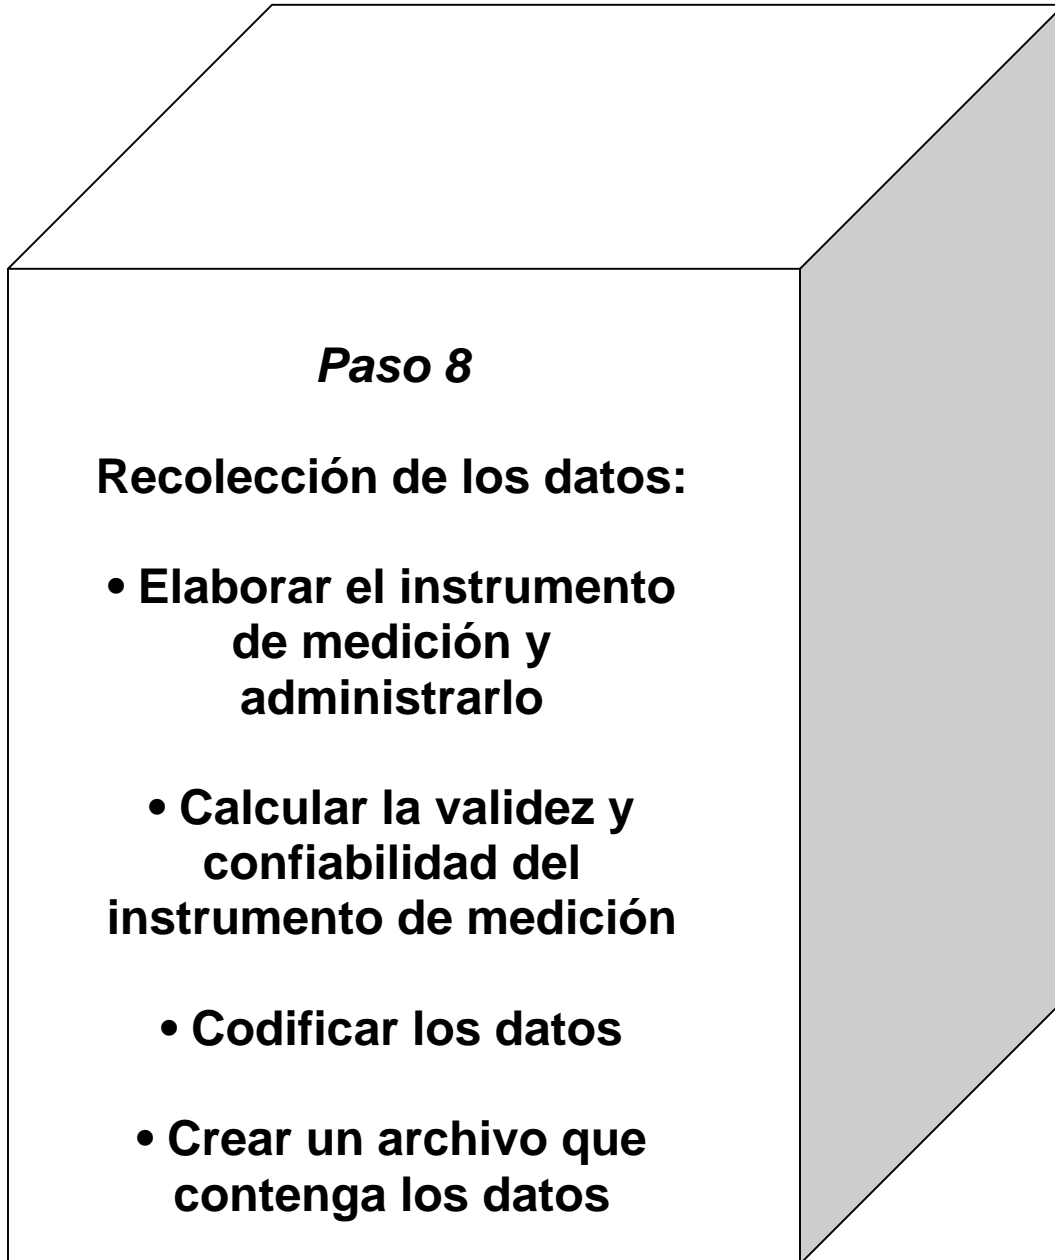 Paso 8
Recolección de los datos:
• Elaborar el instrumento
de medición y
administrarlo
• Calcular la validez y
confiabilidad del
instrumento de medición
• Codificar los datos
• Crear un archivo que
contenga los datos